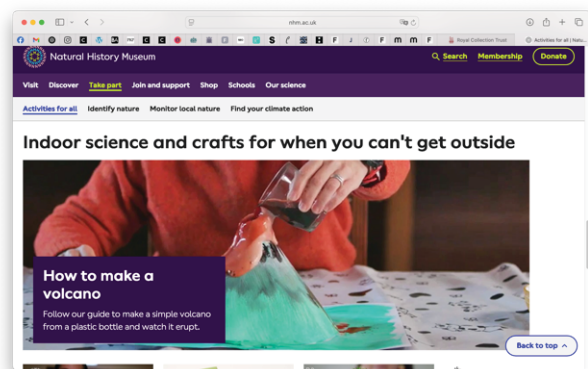 nhm.ac.uk
Royal Collection Trust
Activities for all | Natu...
Natural History Museum
Search
Membership
Donate
Visit Discover Take part Join and support Shop Schools Our science
Activities for all Identify nature Monitor local nature Find your climate action
Indoor science and crafts for when you can't get outside
How to make a
volcano
Follow our guide to make a simple volcano
from a plastic bottle and watch it erupt.
Back to top